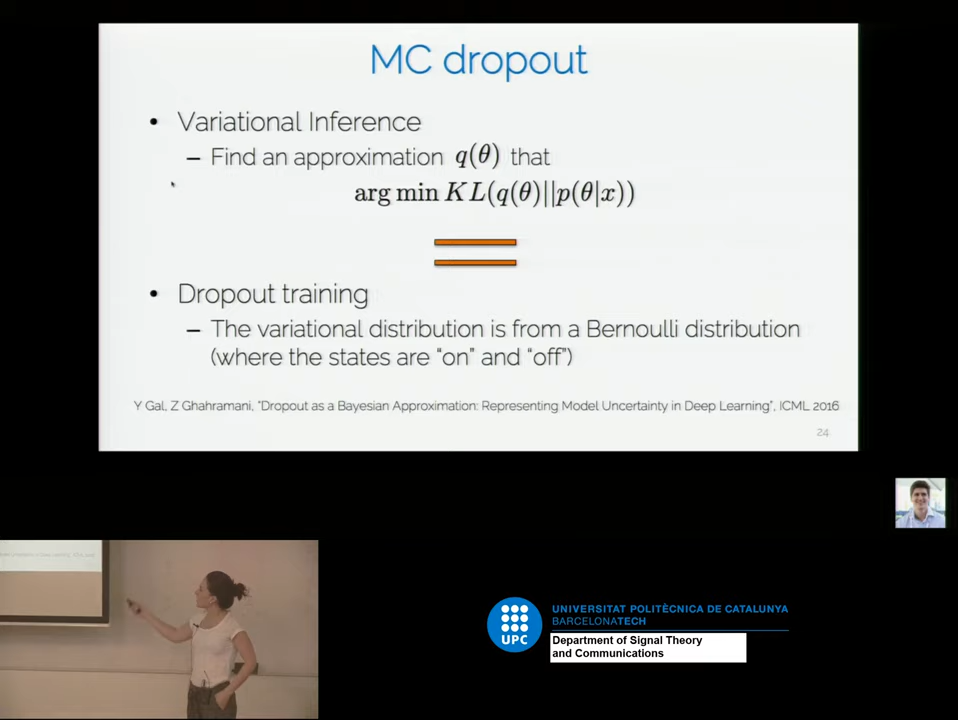 MC dropout
• Variational Inference
– Find an approximation q(θ) that
arg min KL(q(θ)||p(θ|x))
• Dropout training
– The variational distribution is from a Bernoulli distribution
(where the states are “on” and “off”)
Y Gal, Z Ghahramani, “Dropout as a Bayesian Approximation: Representing Model Uncertainty in Deep Learning”, ICML 2016
24
UPC
UNIVERSITAT POLITÈCNICA DE CATALUNYA
BARCELONATECH
Department of Signal Theory
and Communications